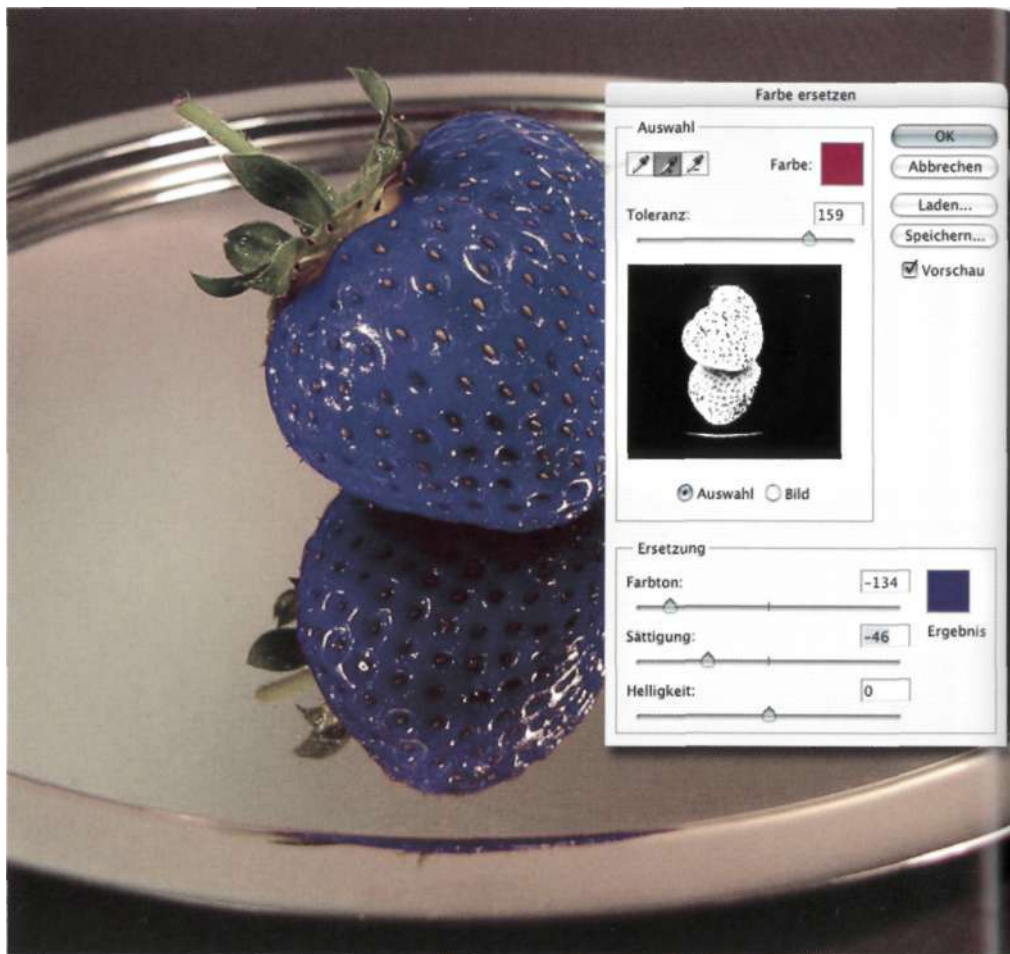 Farbe ersetzen
Auswahl
Farbe:
Toleranz: 159
Auswahl Bild
OK
Abbrechen
Laden...
Speichern...
Vorschau
Ersetzung
Farbton: -134
Sättigung: -46
Helligkeit: 0
Ergebnis